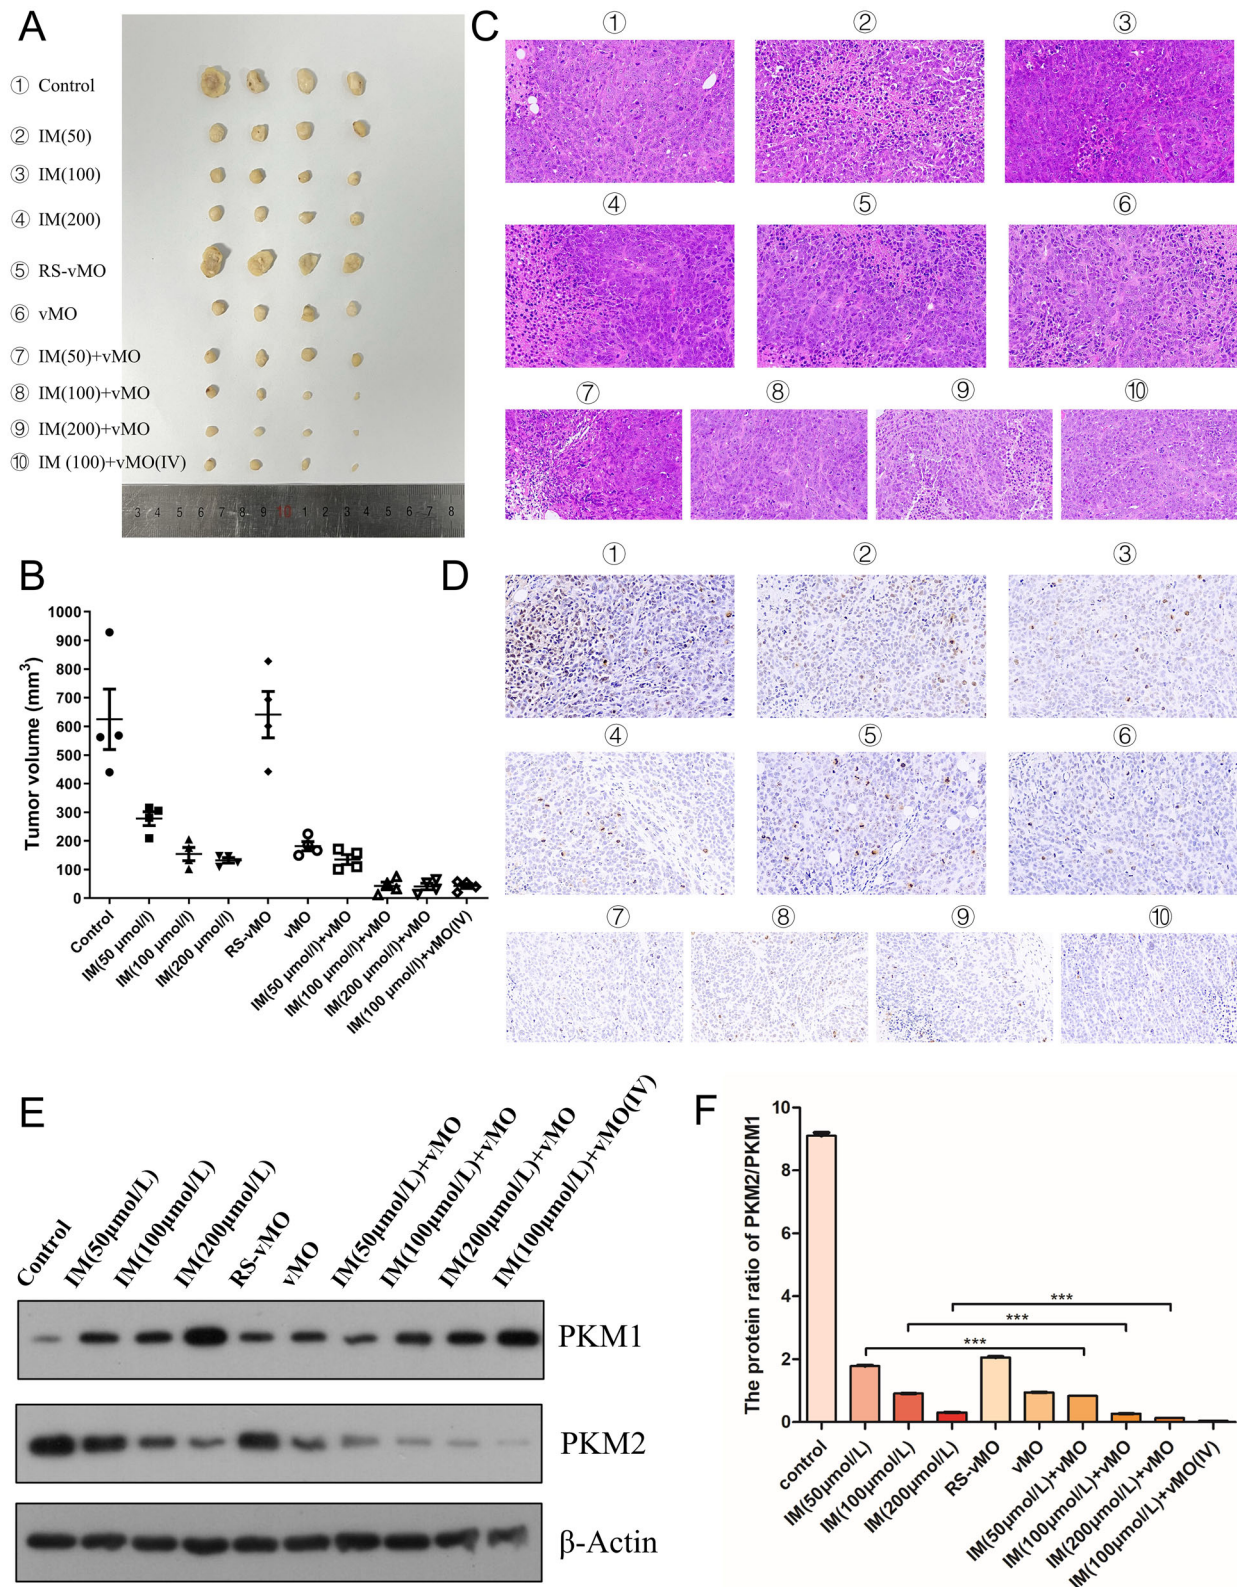 A
① Control
② IM(50)
③ IM(100)
④ IM(200)
⑤ RS-vMO
⑥ vMO
⑦ IM(50)+vMO
⑧ IM(100)+vMO
⑨ IM(200)+vMO
⑩ IM (100)+vMO(IV)
3 4 5 6 7 8 9 10 1 2 3 4 5 6 7 8
C
① ② ③
④ ⑤ ⑥
⑦ ⑧ ⑨ ⑩
B
Tumor volume (mm³)
1000
900
800
700
600
500
400
300
200
100
0
Control
IM(50 μmol/l)
IM(100 μmol/l)
IM(200 μmol/l)
RS-vMO
vMO
IM(50 μmol/l)+vMO
IM(100 μmol/l)+vMO
IM(200 μmol/l)+vMO
IM(100 μmol/l)+vMO(IV)
D
① ② ③
④ ⑤ ⑥
⑦ ⑧ ⑨ ⑩
E
Control
IM(50μmol/L)
IM(100μmol/L)
IM(200μmol/L)
RS-vMO
vMO
IM(50μmol/L)+vMO
IM(100μmol/L)+vMO
IM(200μmol/L)+vMO
IM(100μmol/L)+vMO(IV)
PKM1
PKM2
β-Actin
F
The protein ratio of PKM2/PKM1
10
8
6
4
2
0
***
***
***
control
IM(50μmol/L)
IM(100μmol/L)
IM(200μmol/L)
RS-vMO
vMO
IM(50μmol/L)+vMO
IM(100μmol/L)+vMO
IM(200μmol/L)+vMO
IM(100μmol/L)+vMO(IV)